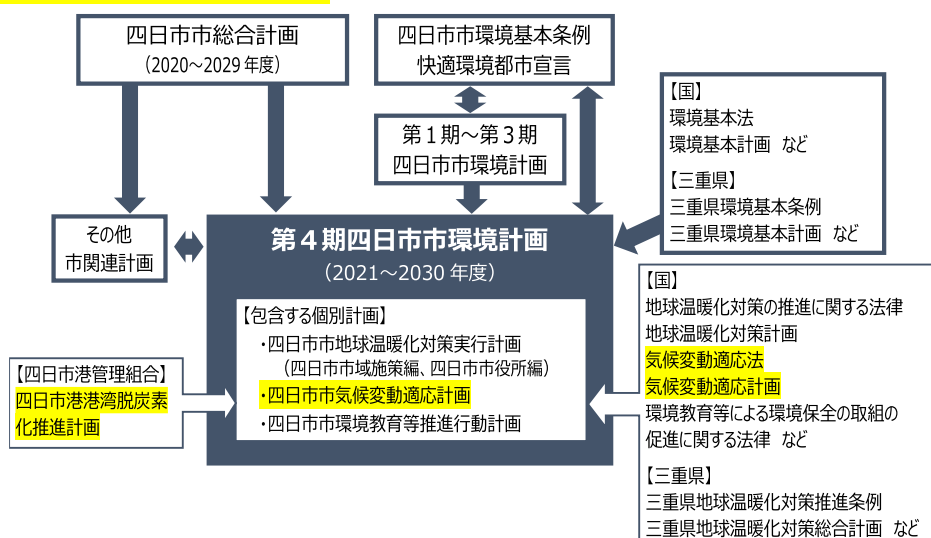 四日市市総合計画
（2020～2029 年度）
四日市市環境基本条例
快適環境都市宣言
第１期～第３期
四日市市環境計画
【国】
環境基本法
環境基本計画 など
【三重県】
三重県環境基本条例
三重県環境基本計画 など
その他
市関連計画
第４期四日市市環境計画
（2021～2030 年度）
【包含する個別計画】
・四日市市地球温暖化対策実行計画
（四日市市域施策編、四日市市役所編）
・四日市市気候変動適応計画
・四日市市環境教育等推進行動計画
【四日市港管理組合】
四日市港港湾脱炭素
化推進計画
【国】
地球温暖化対策の推進に関する法律
地球温暖化対策計画
気候変動適応法
気候変動適応計画
環境教育等による環境保全の取組の
促進に関する法律 など
【三重県】
三重県地球温暖化対策推進条例
三重県地球温暖化対策総合計画 など